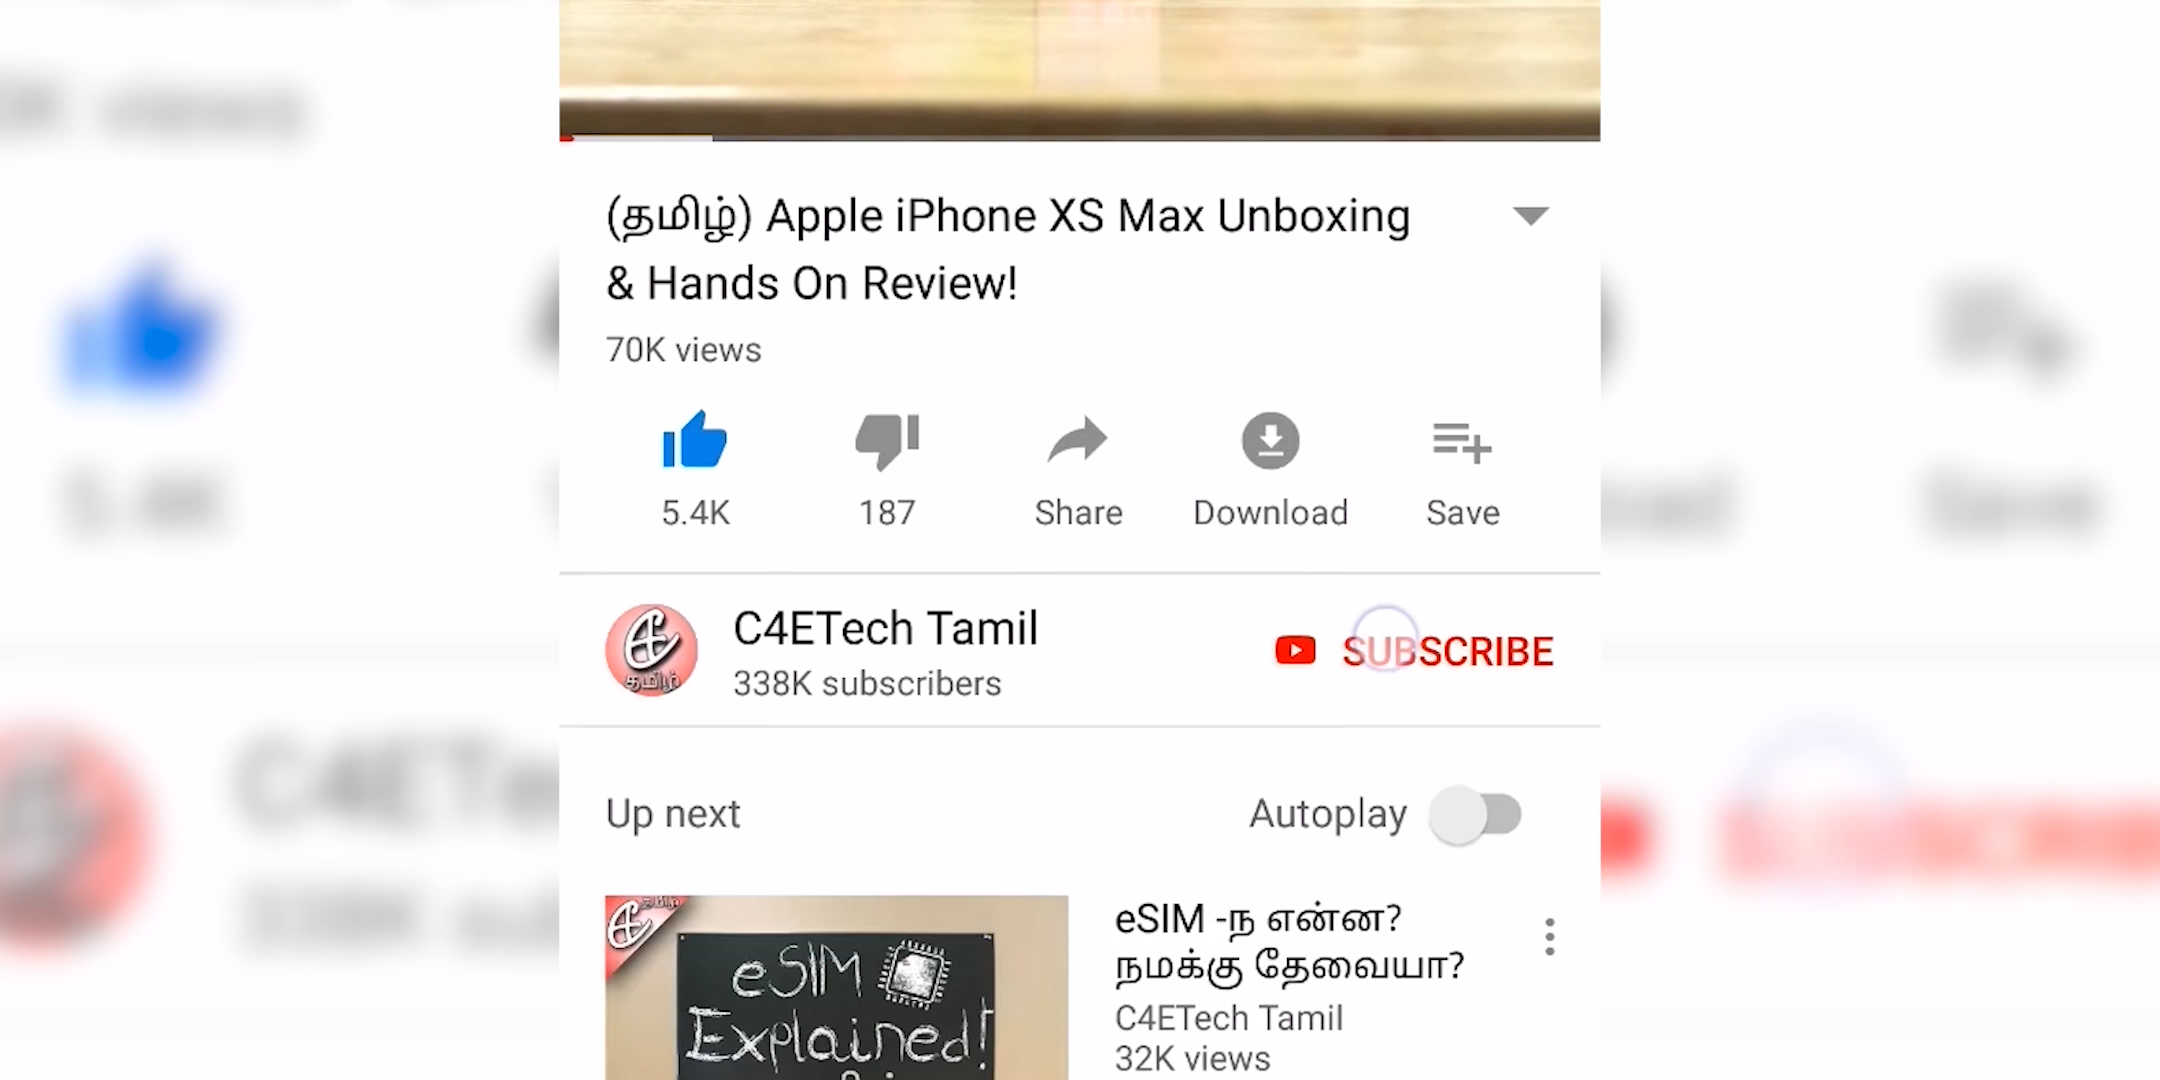 (தமிழ்) Apple iPhone XS Max Unboxing
& Hands On Review!
70K views
5.4K
187
Share
Download
Save
C4ETech Tamil
338K subscribers
SUBSCRIBE
தமிழ்
Up next
Autoplay
eSIM
Explained!
eSIM -ந என்ன?
நமக்கு தேவையா?
C4ETech Tamil
32K views